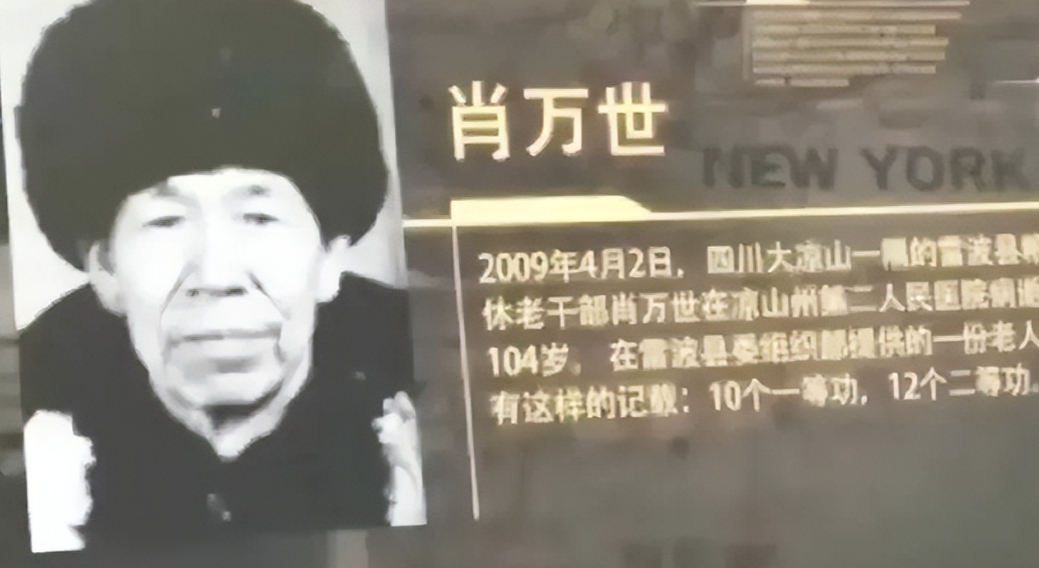 肖万世
NEW YORK
2009年4月2日，四川大凉山一隅的雷波县离
休老干部肖万世在凉山州第二人民医院病逝
104岁。在雷波县委组织部提供的一份老人
有这样的记载：10个一等功，12个二等功。